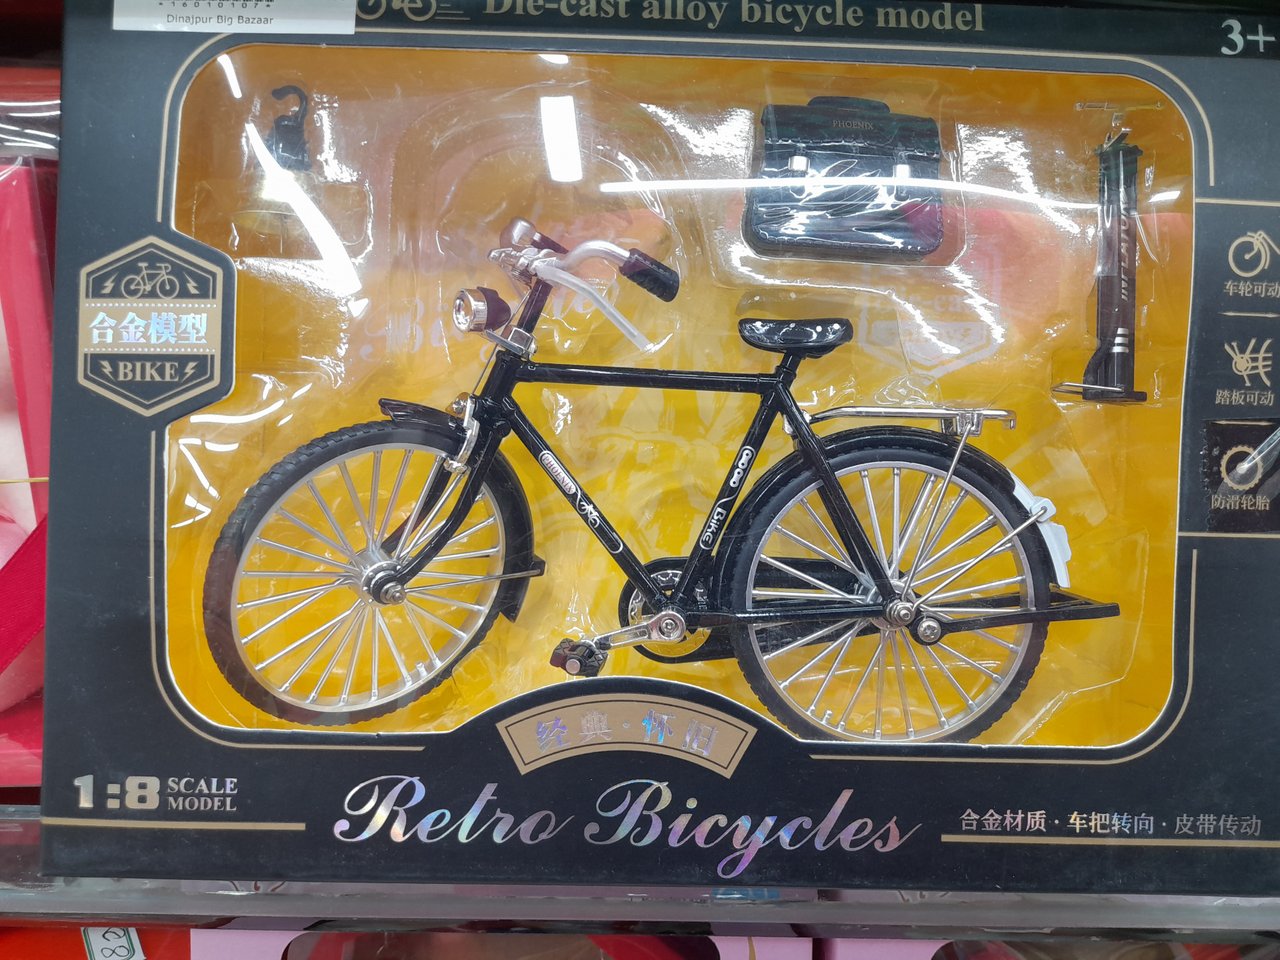 *16010107*
Dinajpur Big Bazaar
Die-cast alloy bicycle model
3+
PHOENIX
合金模型
BIKE
车轮可动
踏板可动
防滑轮胎
PHOENIX
BiKe
经典·怀旧
1:8 SCALE
MODEL
Retro Bicycles
合金材质·车把转向·皮带传动